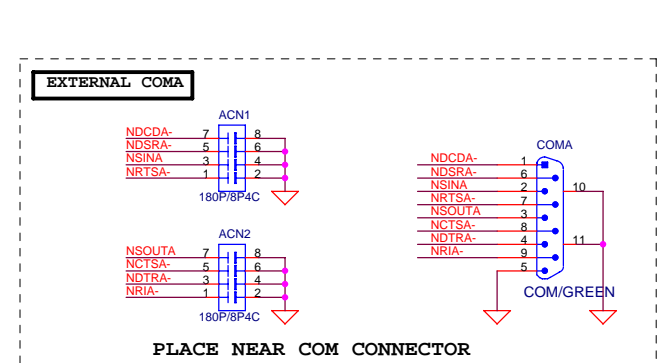 EXTERNAL COMA
ACN1
NDCDA- 7 8
NDSRA- 5 6
NSINA 3 4
NRTSA- 1 2
180P/8P4C
ACN2
NSOUTA 7 8
NCTSA- 5 6
NDTRA- 3 4
NRIA- 1 2
180P/8P4C
COMA
NDCDA- 1
NDSRA- 6
NSINA 2 10
NRTSA- 7
NSOUTA 3
NCTSA- 8
NDTRA- 4 11
NRIA- 9
5
COM/GREEN
PLACE NEAR COM CONNECTOR